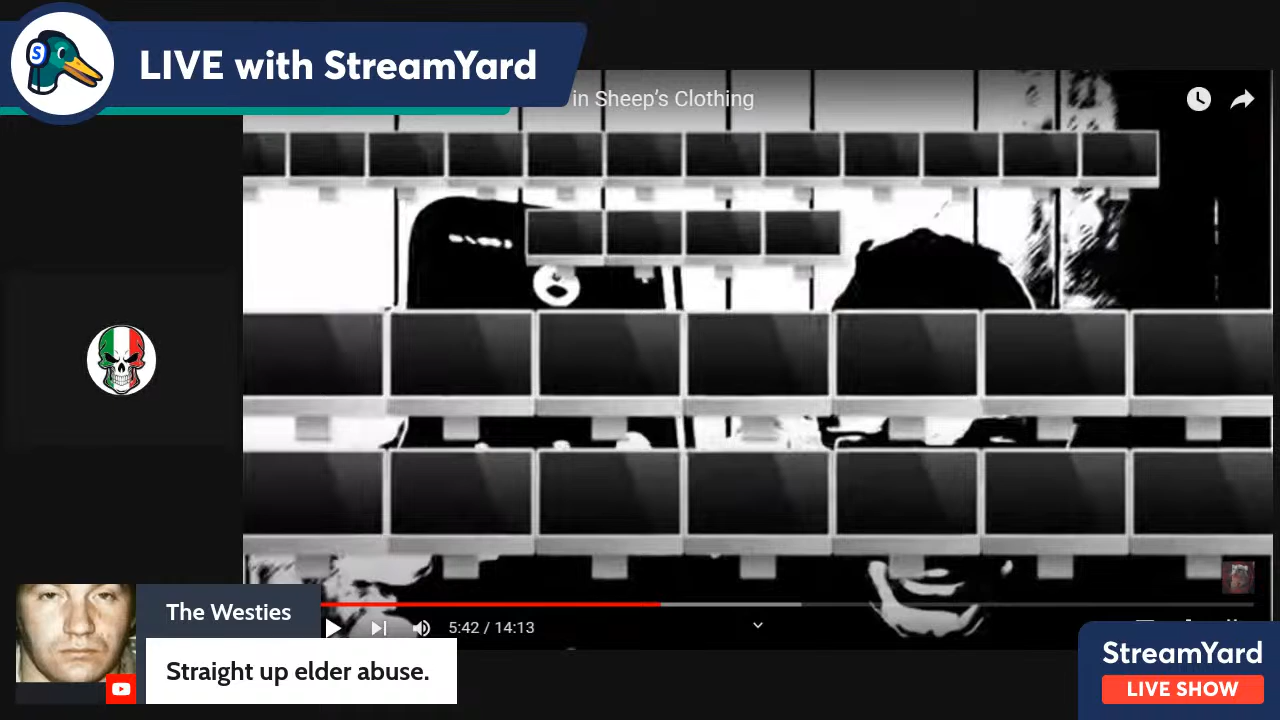 S
LIVE with StreamYard
in Sheep’s Clothing
5:42 / 14:13
The Westies
Straight up elder abuse.
StreamYard
LIVE SHOW